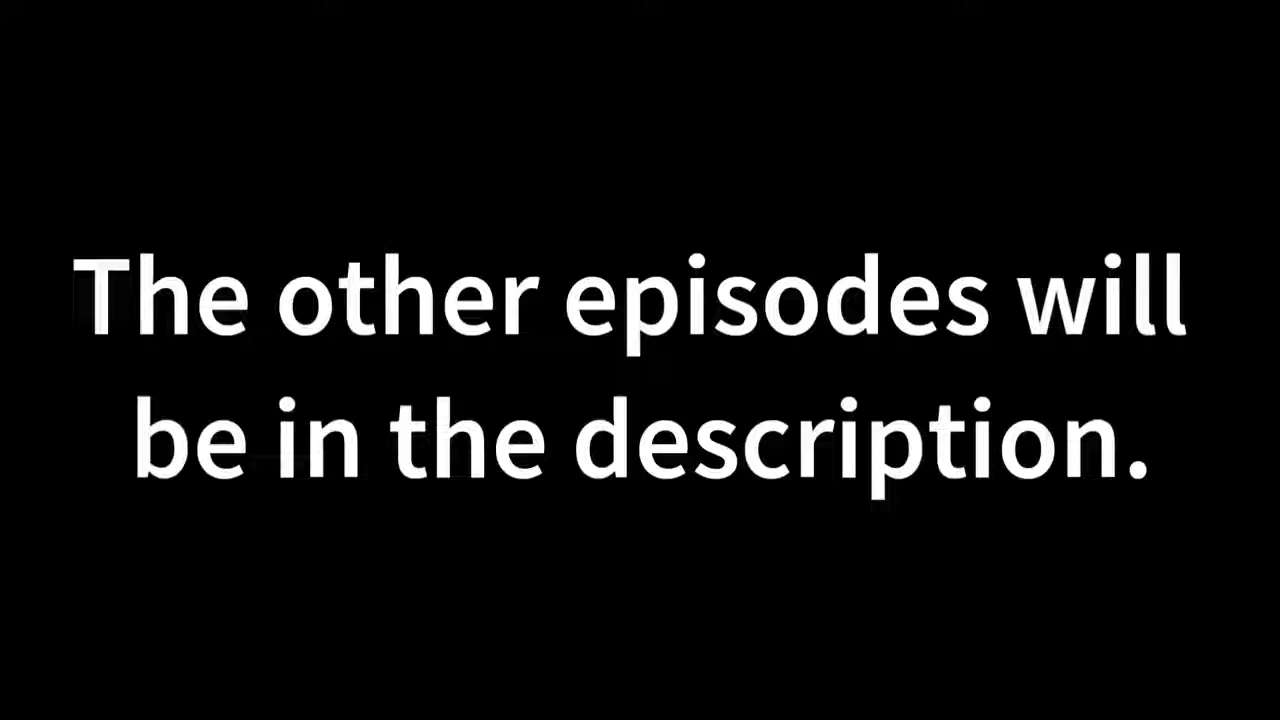 The other episodes will
be in the description.